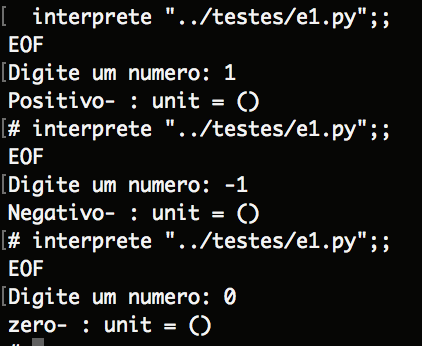 interprete "../testes/e1.py";;
EOF
Digite um numero: 1
Positivo- : unit = ()
# interprete "../testes/e1.py";;
EOF
Digite um numero: -1
Negativo- : unit = ()
# interprete "../testes/e1.py";;
EOF
Digite um numero: 0
zero- : unit = ()
#